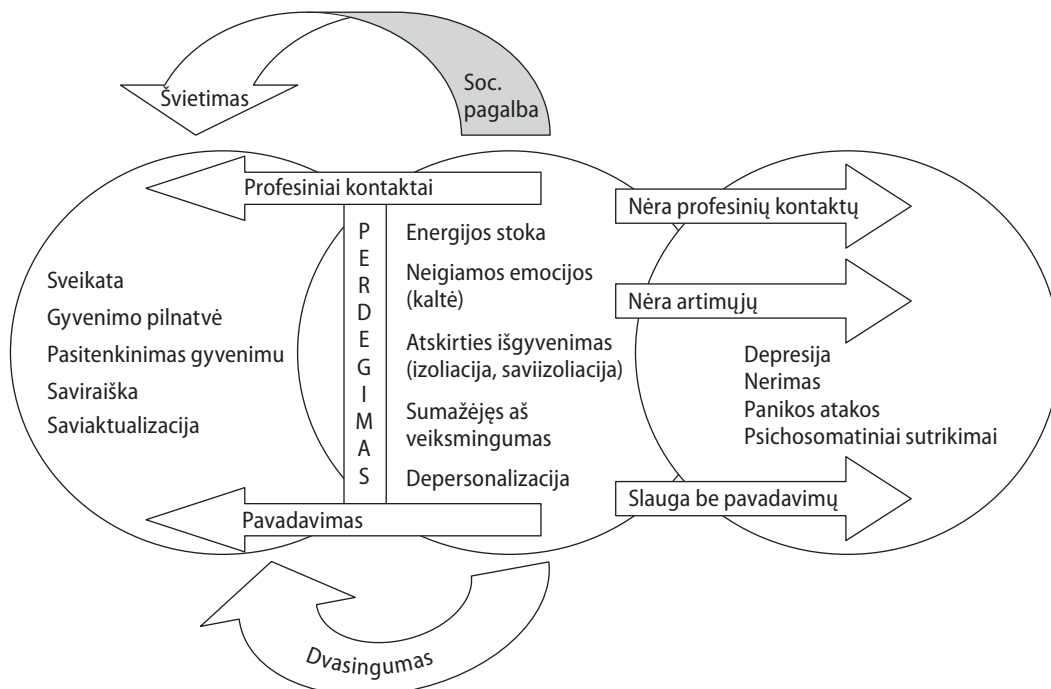 Švietimas
Soc.
pagalba
Profesiniai kontaktai
Nėra profesinių kontaktų
PERDEGIMAS
Energijos stoka
Neigiamos emocijos
(kaltė)
Atskirties išgyvenimas
(izoliacija, saviizoliacija)
Sumažėjęs aš
veiksmingumas
Depersonalizacija
Sveikata
Gyvenimo pilnatvė
Pasitenkinimas gyvenimu
Saviraiška
Saviaktualizacija
Nėra artimųjų
Depresija
Nerimas
Panikos atakos
Psichosomatiniai sutrikimai
Pavadavimas
Slauga be pavadavimų
Dvasingumas